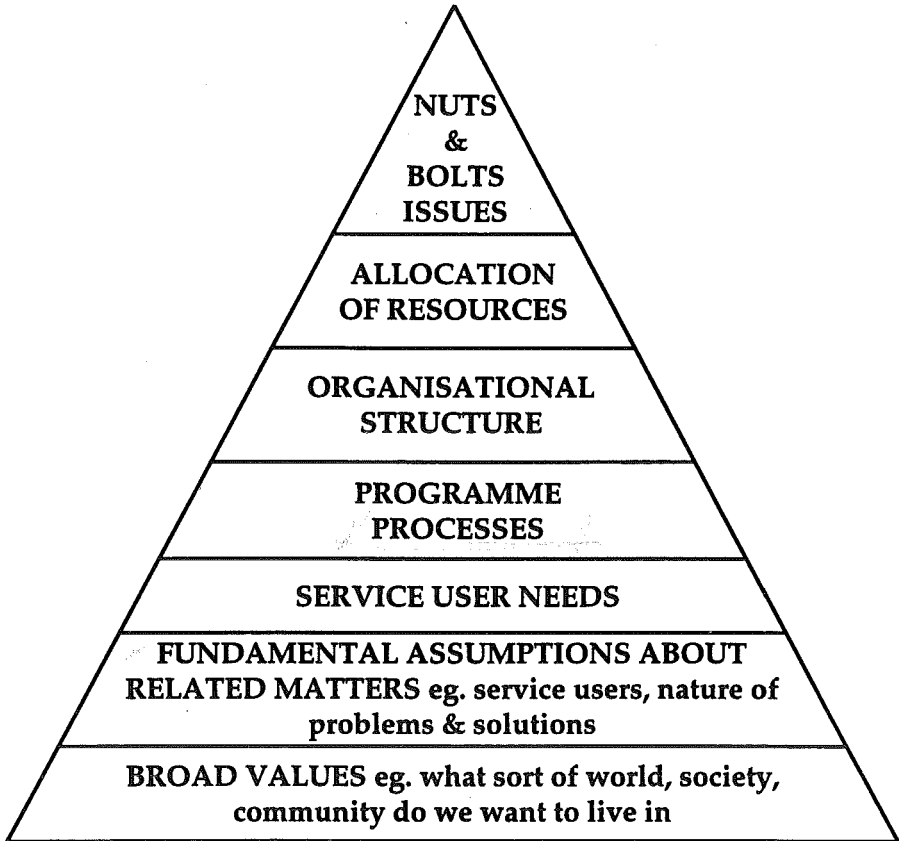 NUTS
&
BOLTS
ISSUES
ALLOCATION
OF RESOURCES
ORGANISATIONAL
STRUCTURE
PROGRAMME
PROCESSES
SERVICE USER NEEDS
FUNDAMENTAL ASSUMPTIONS ABOUT
RELATED MATTERS eg. service users, nature of
problems & solutions
BROAD VALUES eg. what sort of world, society,
community do we want to live in